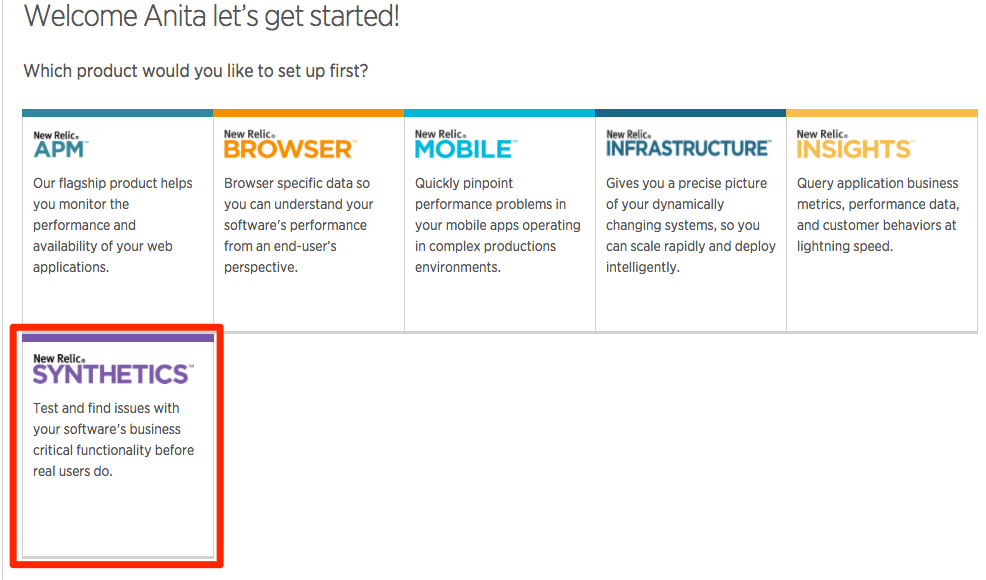 Welcome Anita let’s get started!
Which product would you like to set up first?
New Relic®
APM™
Our flagship product helps
you monitor the
performance and
availability of your web
applications.
New Relic®
BROWSER™
Browser specific data so
you can understand your
software's performance
from an end-user's
perspective.
New Relic®
MOBILE™
Quickly pinpoint
performance problems in
your mobile apps operating
in complex productions
environments.
New Relic®
INFRASTRUCTURE™
Gives you a precise picture
of your dynamically
changing systems, so you
can scale rapidly and deploy
intelligently.
New Relic®
INSIGHTS™
Query application business
metrics, performance data,
and customer behaviors at
lightning speed.
New Relic®
SYNTHETICS™
Test and find issues with
your software's business
critical functionality before
real users do.